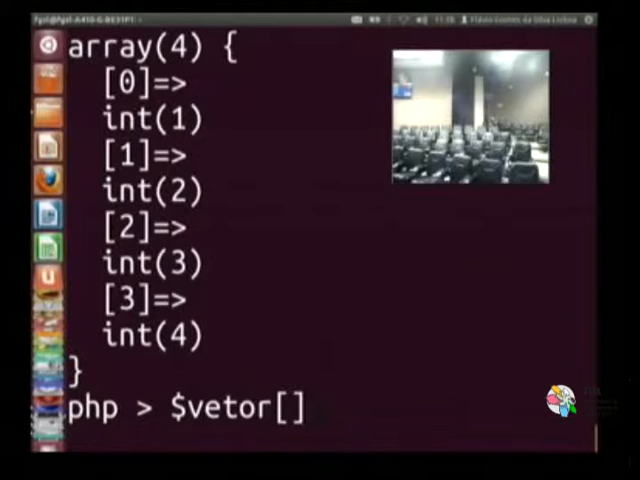 array(4) {
[0]=>
int(1)
[1]=>
int(2)
[2]=>
int(3)
[3]=>
int(4)
}
php > $vetor[]